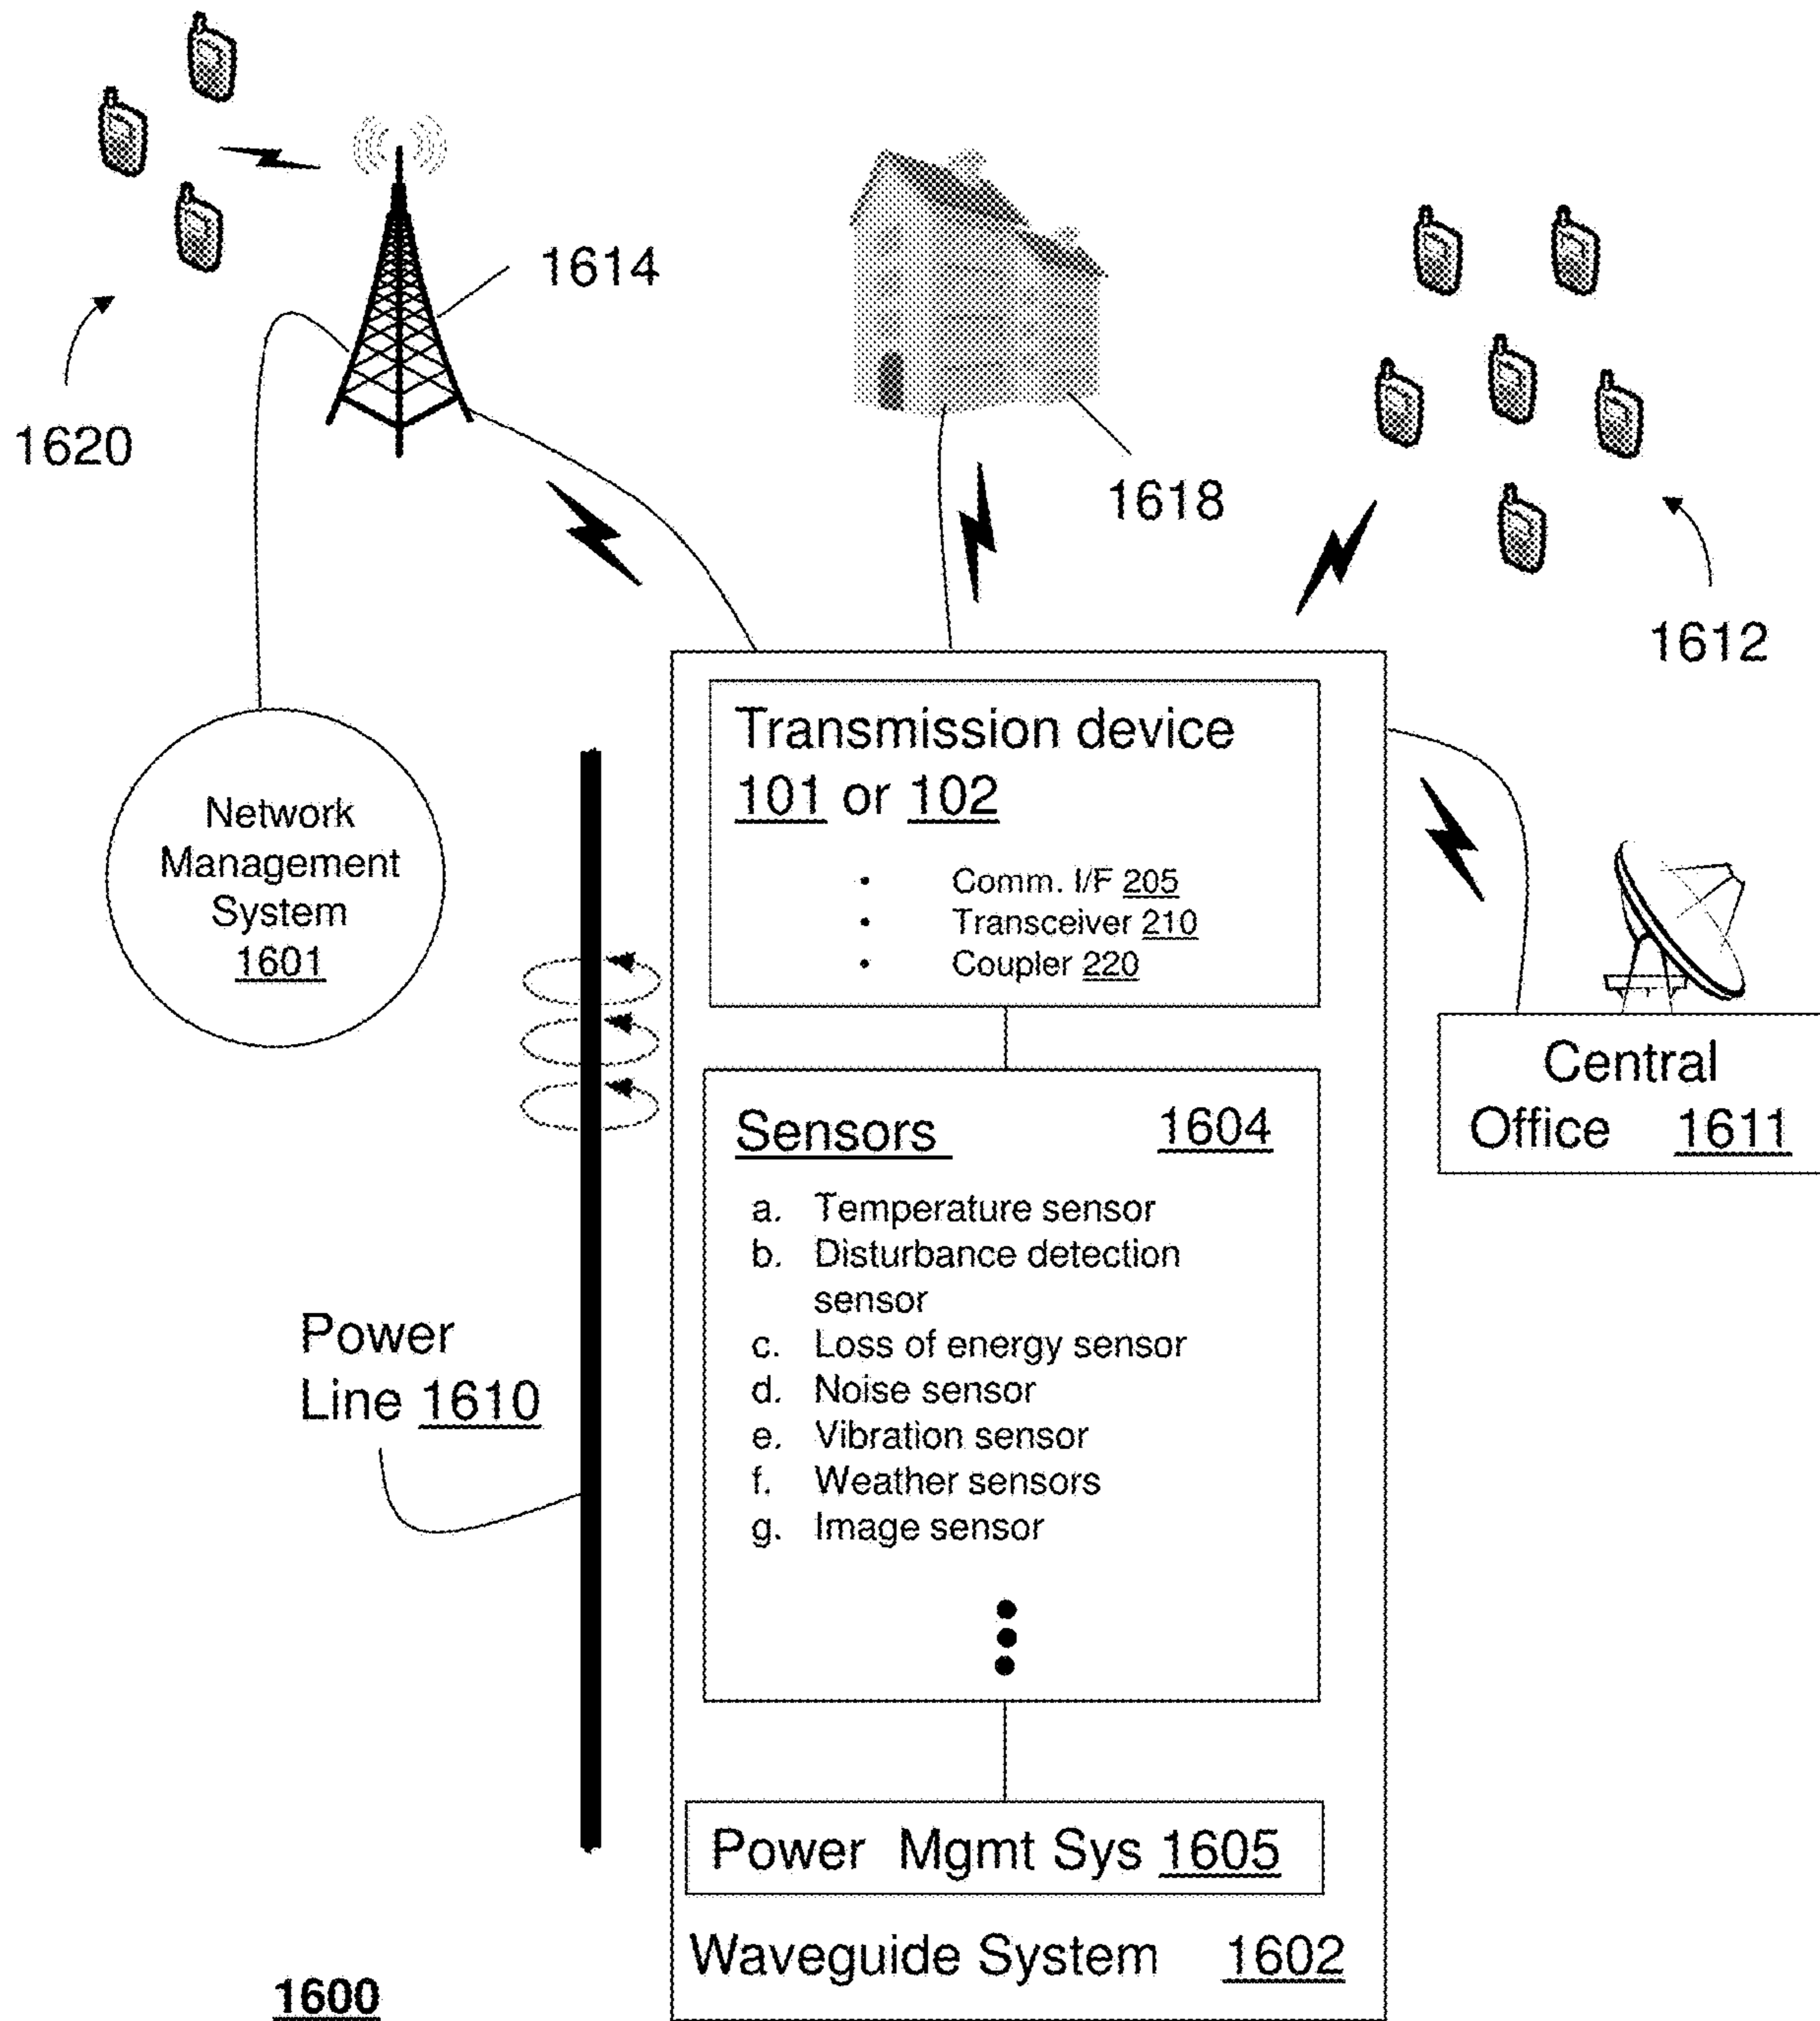 1614
1620
1618
1612
Network
Management
System
1601
Transmission device
101 or 102
• Comm. I/F 205
• Transceiver 210
• Coupler 220
Central
Office 1611
Sensors 1604
a. Temperature sensor
b. Disturbance detection
sensor
c. Loss of energy sensor
d. Noise sensor
e. Vibration sensor
f. Weather sensors
g. Image sensor
Power
Line 1610
Power Mgmt Sys 1605
Waveguide System 1602
1600